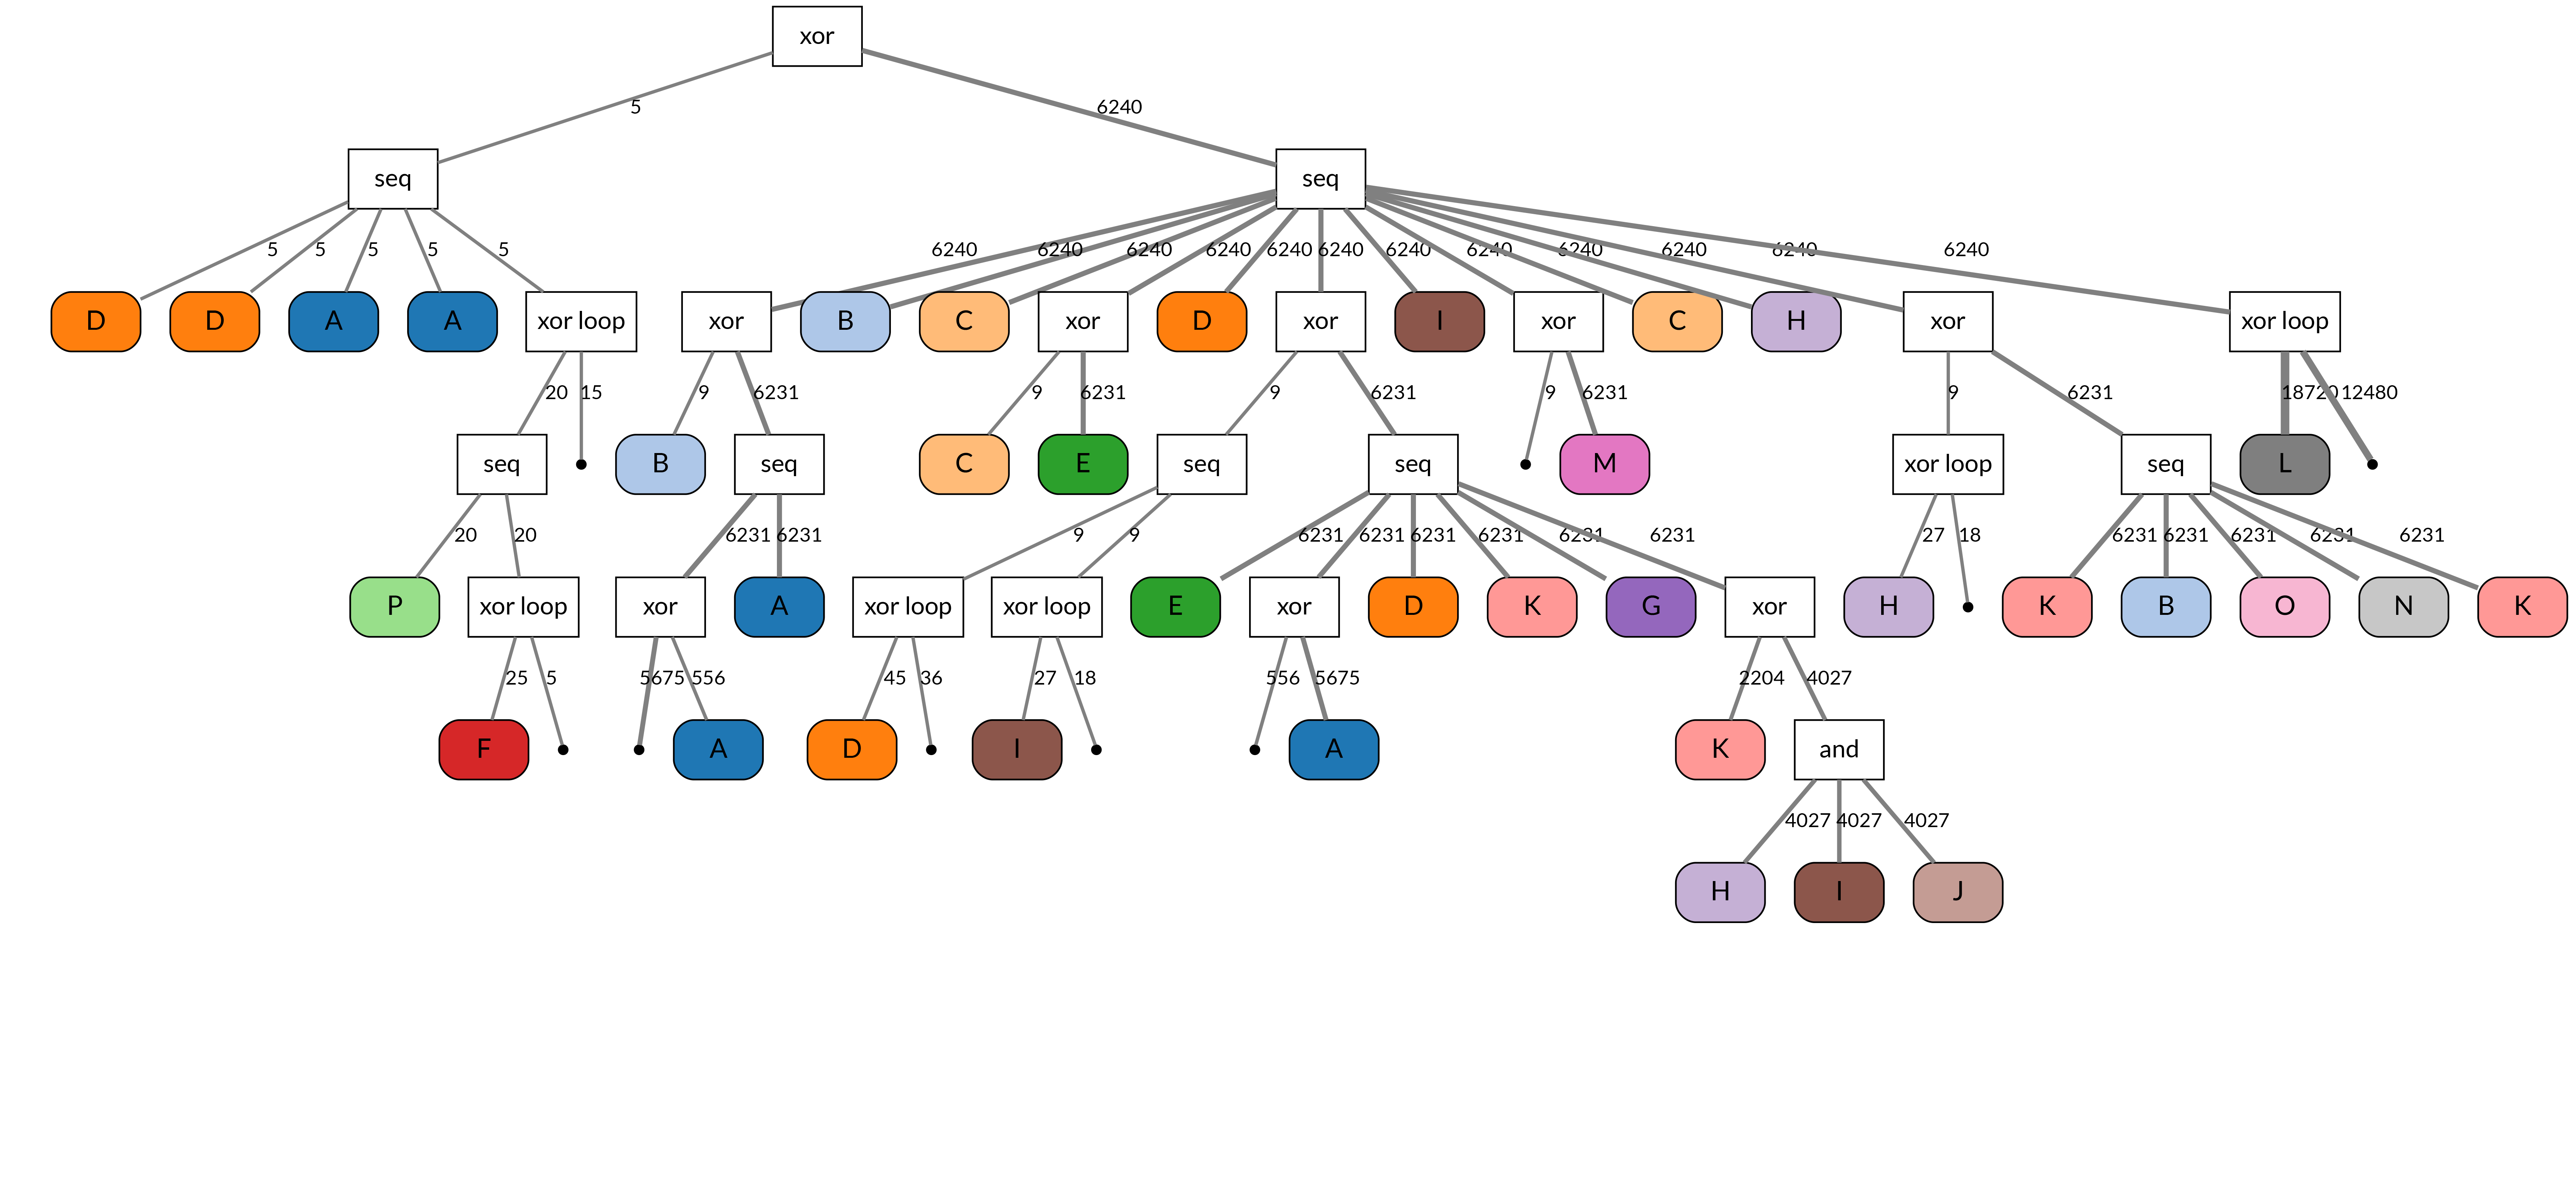 xor
5 6240
seq seq
5 5 5 5 5 6240 6240 6240 6240 6240 6240 6240 6240 6240 6240 6240 6240
D D A A xor loop xor B C xor D xor I xor C H xor xor loop
20 15 9 6231 9 6231 9 6231 9 6231 9 6231 18720 12480
seq B seq C E seq seq M xor loop seq L
20 20 6231 6231 9 9 6231 6231 6231 6231 6231 6231 27 18 6231 6231 6231 6231 6231
P xor loop xor A xor loop xor loop E xor D K G xor H K B O N K
25 5 5675 556 45 36 27 18 556 5675 2204 4027
F A D I A K and
4027 4027 4027
H I J